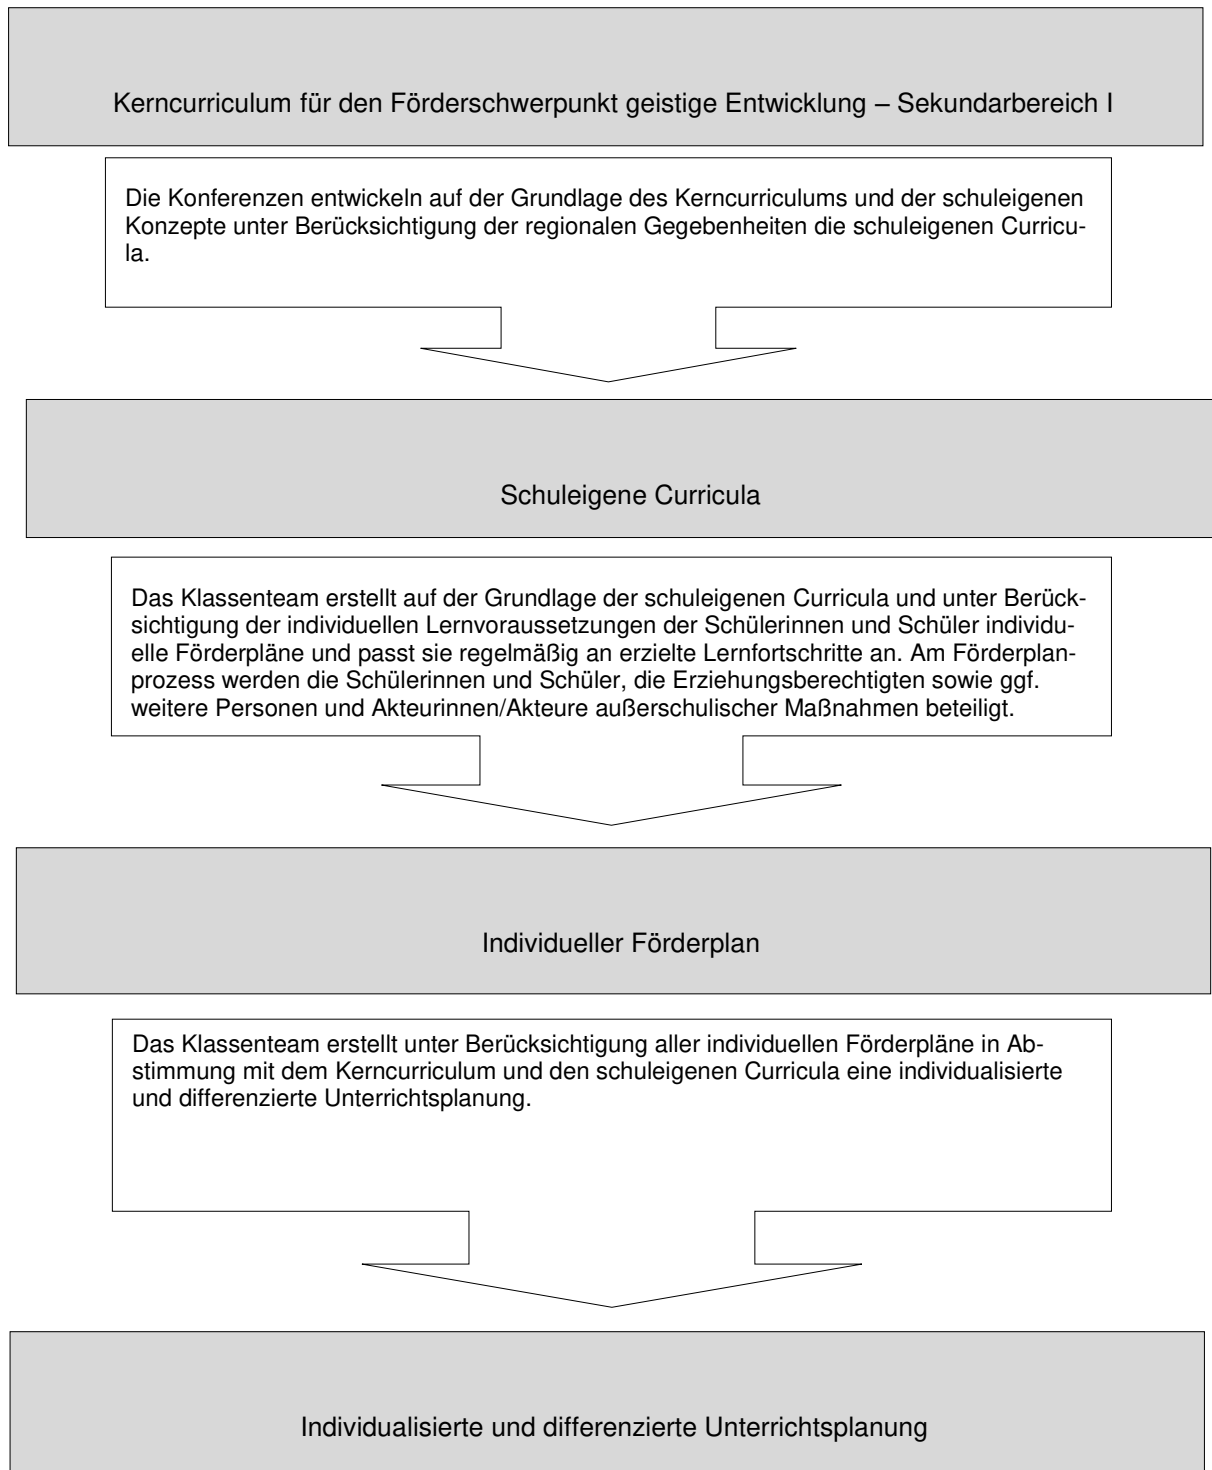 Kerncurriculum für den Förderschwerpunkt geistige Entwicklung – Sekundarbereich I
Die Konferenzen entwickeln auf der Grundlage des Kerncurriculums und der schuleigenen
Konzepte unter Berücksichtigung der regionalen Gegebenheiten die schuleigenen Curricu-
la.
Schuleigene Curricula
Das Klassenteam erstellt auf der Grundlage der schuleigenen Curricula und unter Berück-
sichtigung der individuellen Lernvoraussetzungen der Schülerinnen und Schüler individu-
elle Förderpläne und passt sie regelmäßig an erzielte Lernfortschritte an. Am Förderplan-
prozess werden die Schülerinnen und Schüler, die Erziehungsberechtigten sowie ggf.
weitere Personen und Akteurinnen/Akteure außerschulischer Maßnahmen beteiligt.
Individueller Förderplan
Das Klassenteam erstellt unter Berücksichtigung aller individuellen Förderpläne in Ab-
stimmung mit dem Kerncurriculum und den schuleigenen Curricula eine individualisierte
und differenzierte Unterrichtsplanung.
Individualisierte und differenzierte Unterrichtsplanung